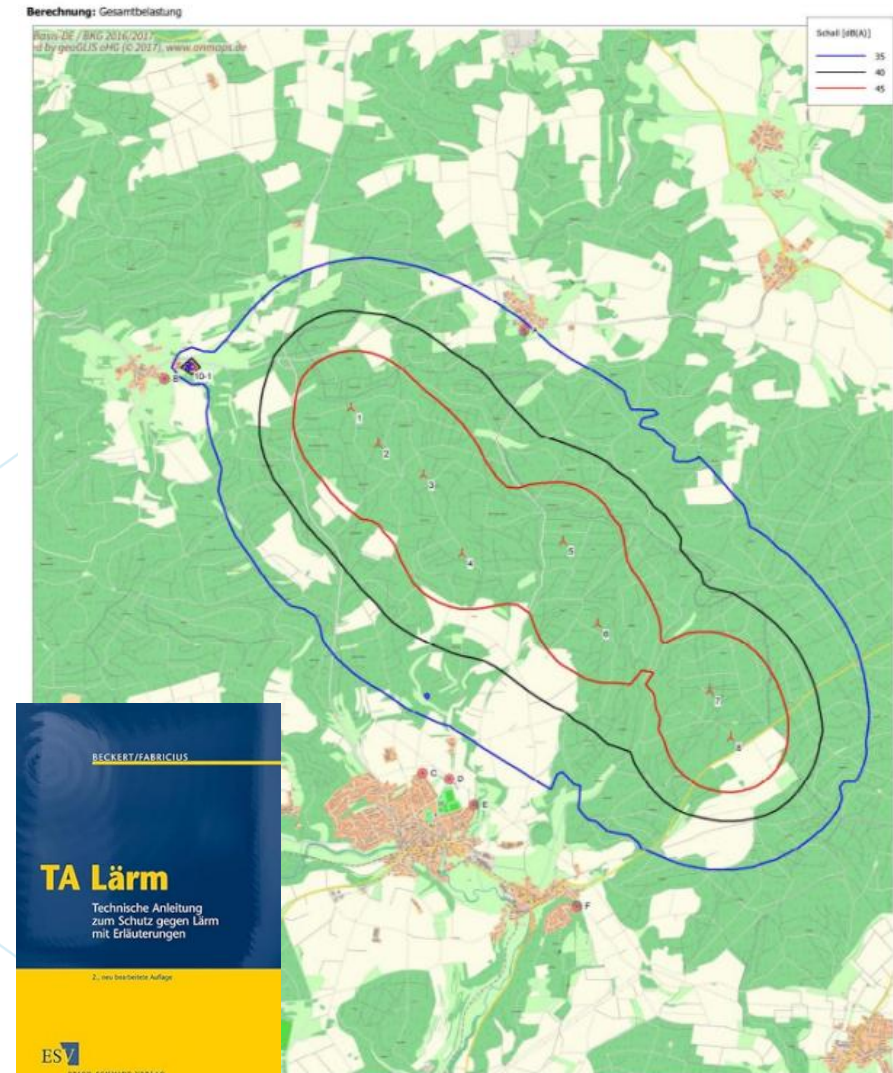 Berechnung: Gesamtbelastung
Basis-DE / BKG 2016/2017
ed by geoGLIS oHG (© 2017), www.onmaps.de
Schall [dB(A)]
35
40
45
A
B
10-1
1
2
3
4
5
6
7
8
C
D
E
F
BECKERT/FABRICIUS
TA Lärm
Technische Anleitung
zum Schutz gegen Lärm
mit Erläuterungen
2., neu bearbeitete Auflage
ESV